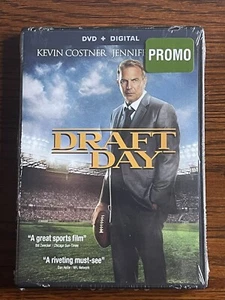 DVD + DIGITAL
KEVIN COSTNER JENNIF
PROMO
DRAFT
DAY
"A great sports film"
"A riveting must-see"